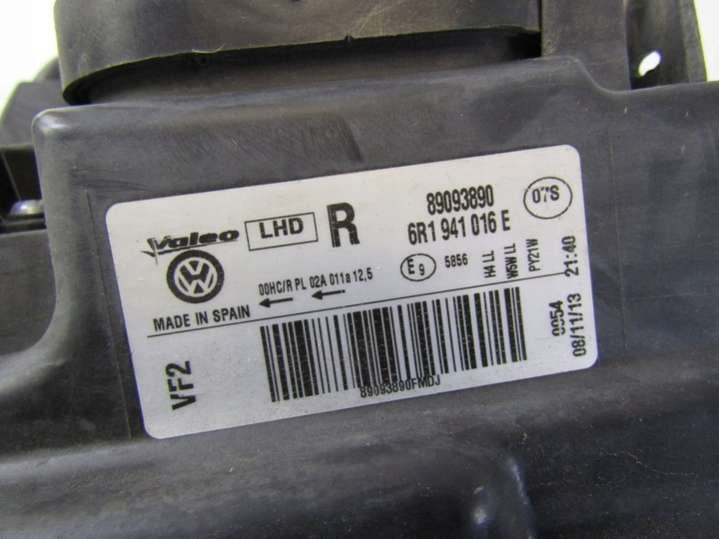 Valeo
LHD
R
89093890
6R1 941 016 E
07S
00HC/R PL 02A 011a 12,5
E9
5856
H4 LL
W5W LL
PY21W
MADE IN SPAIN
VF2
89093890FMDJ
0054
08/11/13 21:40